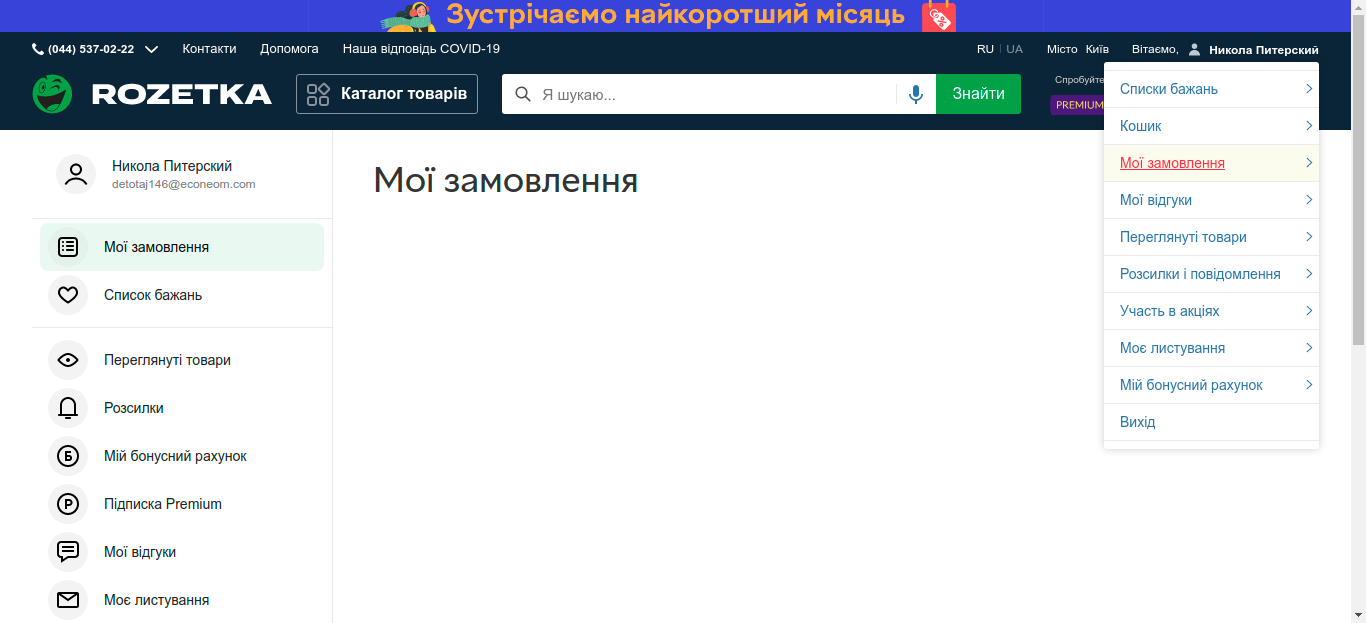 Зустрічаємо найкоротший місяць
(044) 537-02-22 Контакти Допомога Наша відповідь COVID-19 RU UA Місто Київ Вітаємо, Никола Питерский
ROZETKA Каталог товарів Я шукаю... Знайти
Спробуйте
PREMIUM
Списки бажань
Кошик
Мої замовлення
Мої відгуки
Переглянуті товари
Розсилки і повідомлення
Участь в акціях
Моє листування
Мій бонусний рахунок
Вихід
Никола Питерский
detotaj146@econeom.com
Мої замовлення
Список бажань
Переглянуті товари
Розсилки
Мій бонусний рахунок
Підписка Premium
Мої відгуки
Моє листування
Мої замовлення